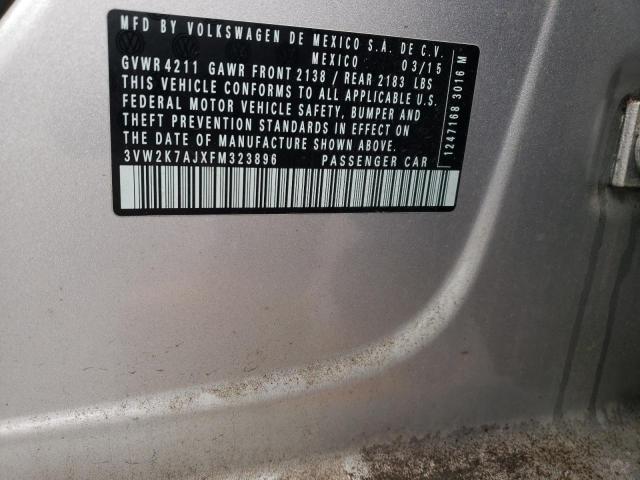 MFD BY VOLKSWAGEN DE MEXICO S.A. DE C.V.
MEXICO 03/15
GVWR 4211 GAWR FRONT 2138 / REAR 2183 LBS
THIS VEHICLE CONFORMS TO ALL APPLICABLE U.S.
FEDERAL MOTOR VEHICLE SAFETY, BUMPER AND
THEFT PREVENTION STANDARDS IN EFFECT ON
THE DATE OF MANUFACTURE SHOWN ABOVE.
3VW2K7AJXFM323896 PASSENGER CAR
1247168 3016 M